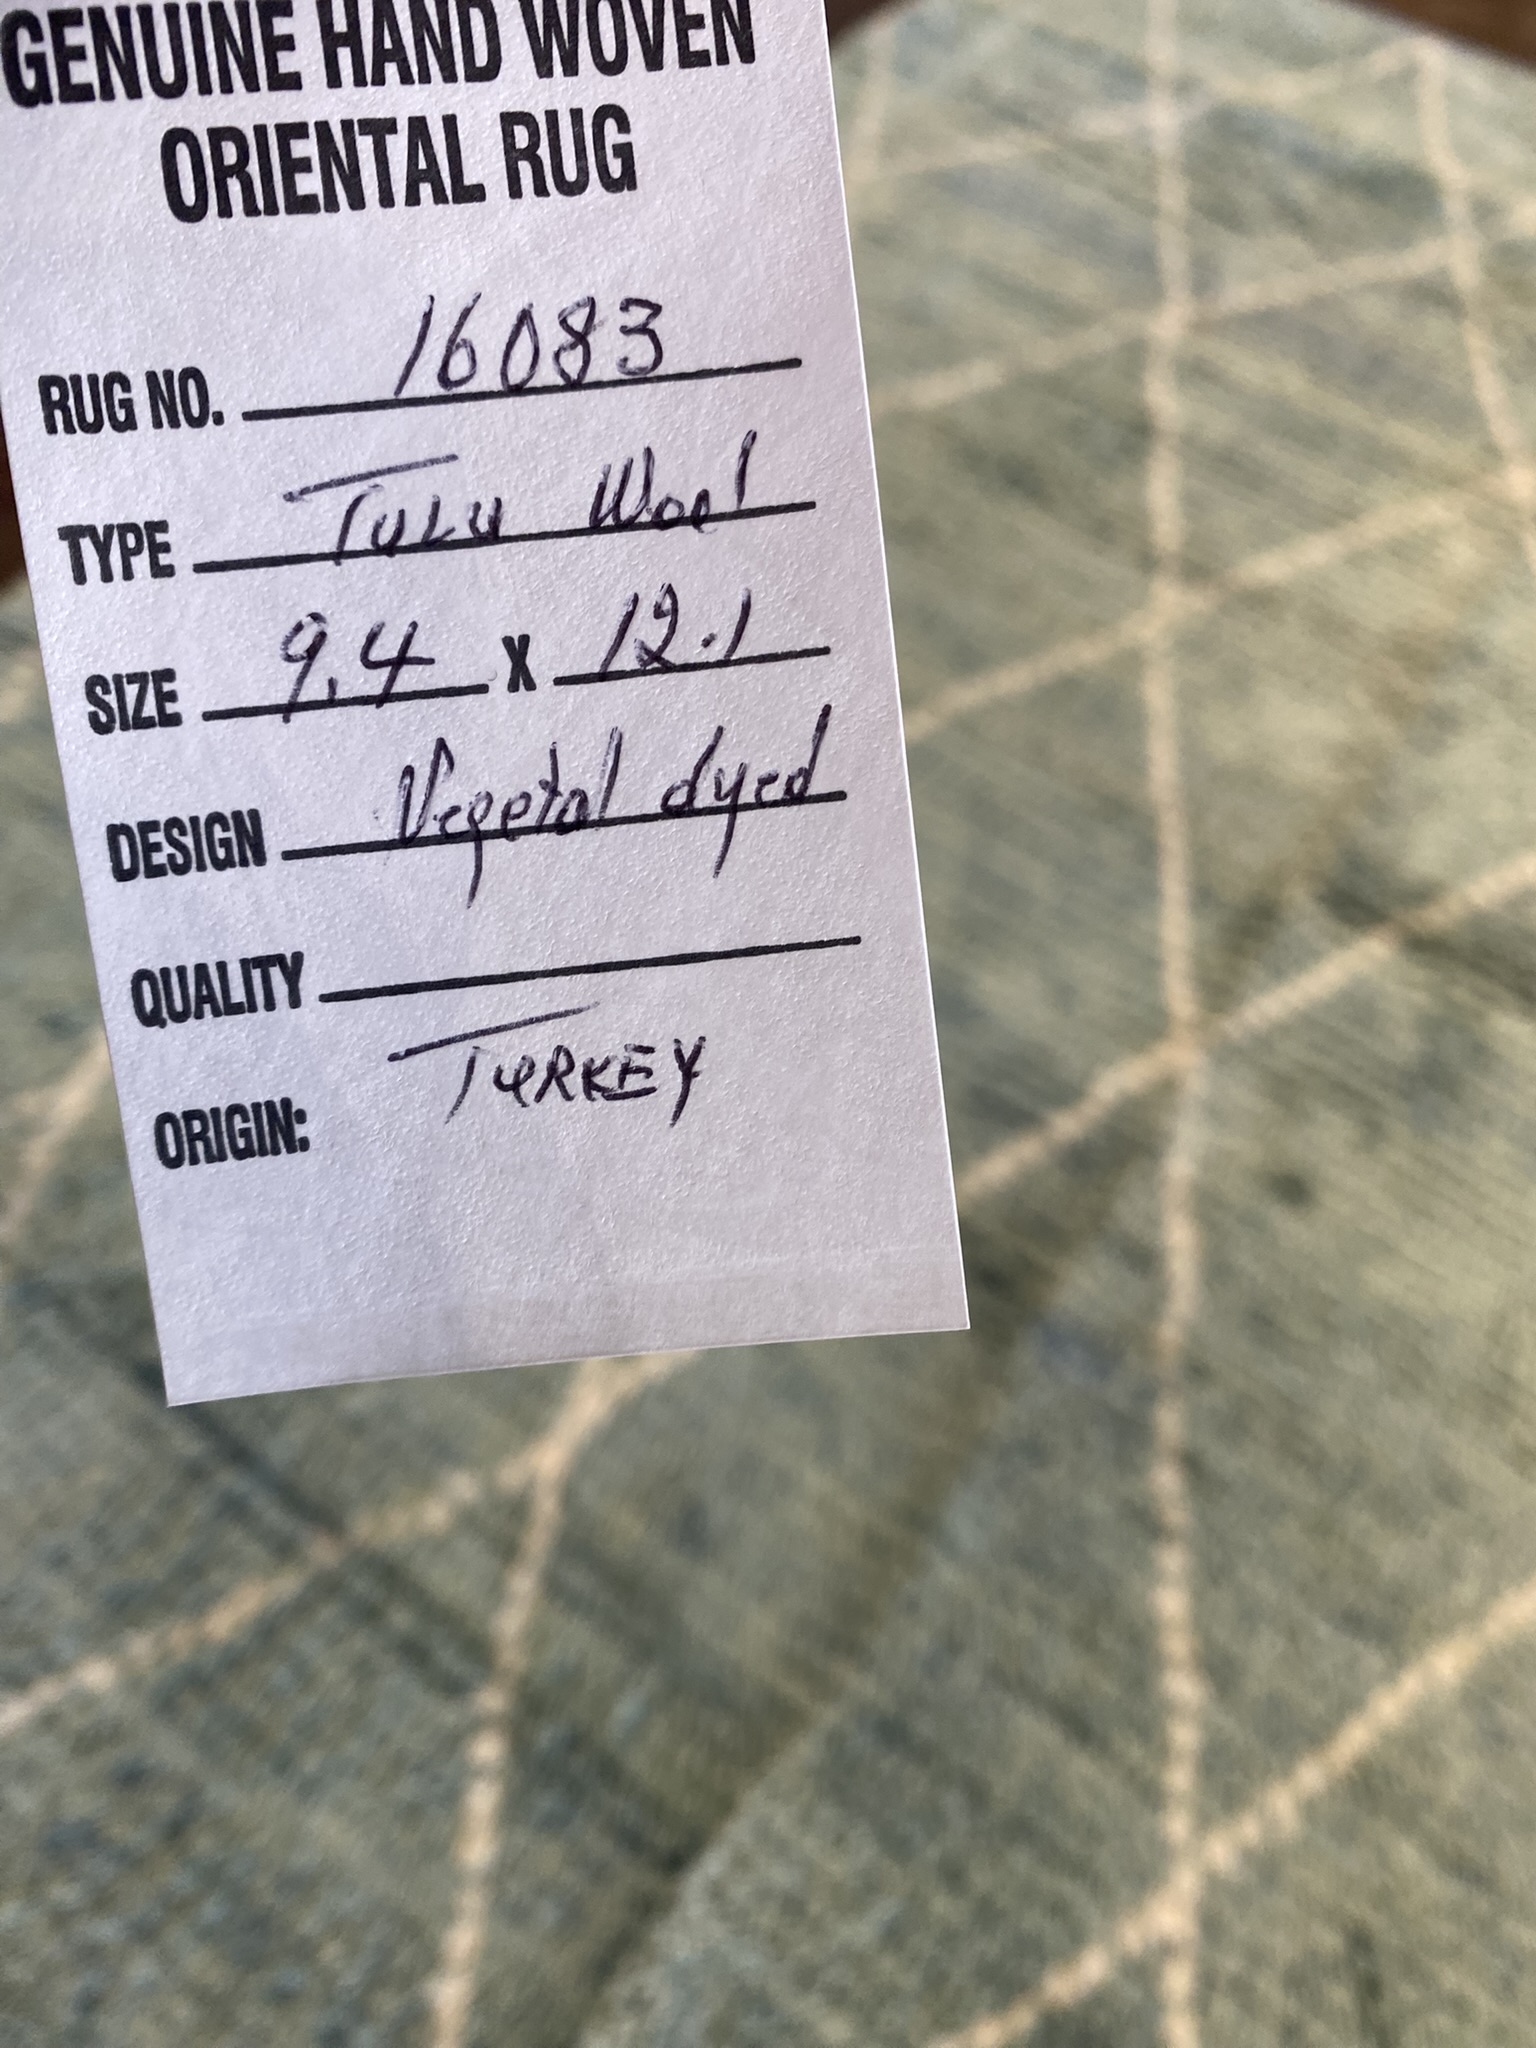 GENUINE HAND WOVEN
ORIENTAL RUG
RUG NO. 16083
TYPE TULU Wool
SIZE 9.4 X 12.1
DESIGN Vegetal dyed
QUALITY
ORIGIN: TURKEY